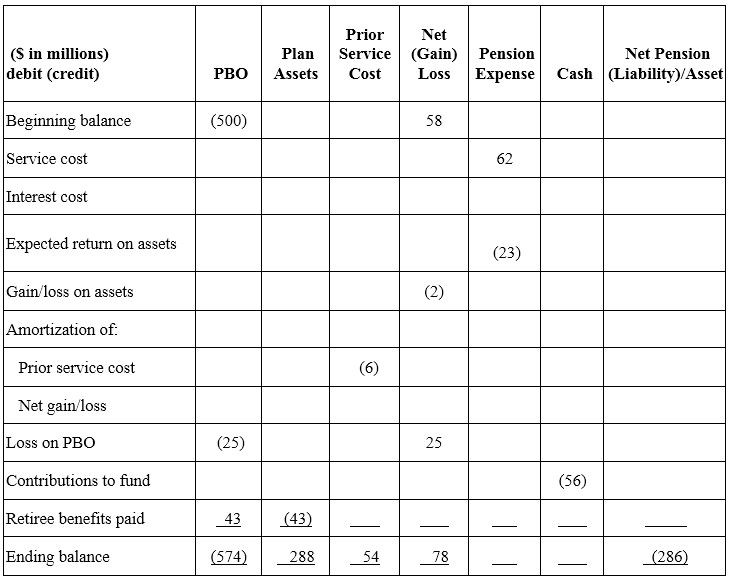 ($ in millions) debit (credit) PBO Plan Assets Prior Service Cost Net (Gain) Loss Pension Expense Cash Net Pension (Liability)/Asset
Beginning balance (500) 58
Service cost 62
Interest cost
Expected return on assets (23)
Gain/loss on assets (2)
Amortization of:
Prior service cost (6)
Net gain/loss
Loss on PBO (25) 25
Contributions to fund (56)
Retiree benefits paid 43 (43)
Ending balance (574) 288 54 78 (286)